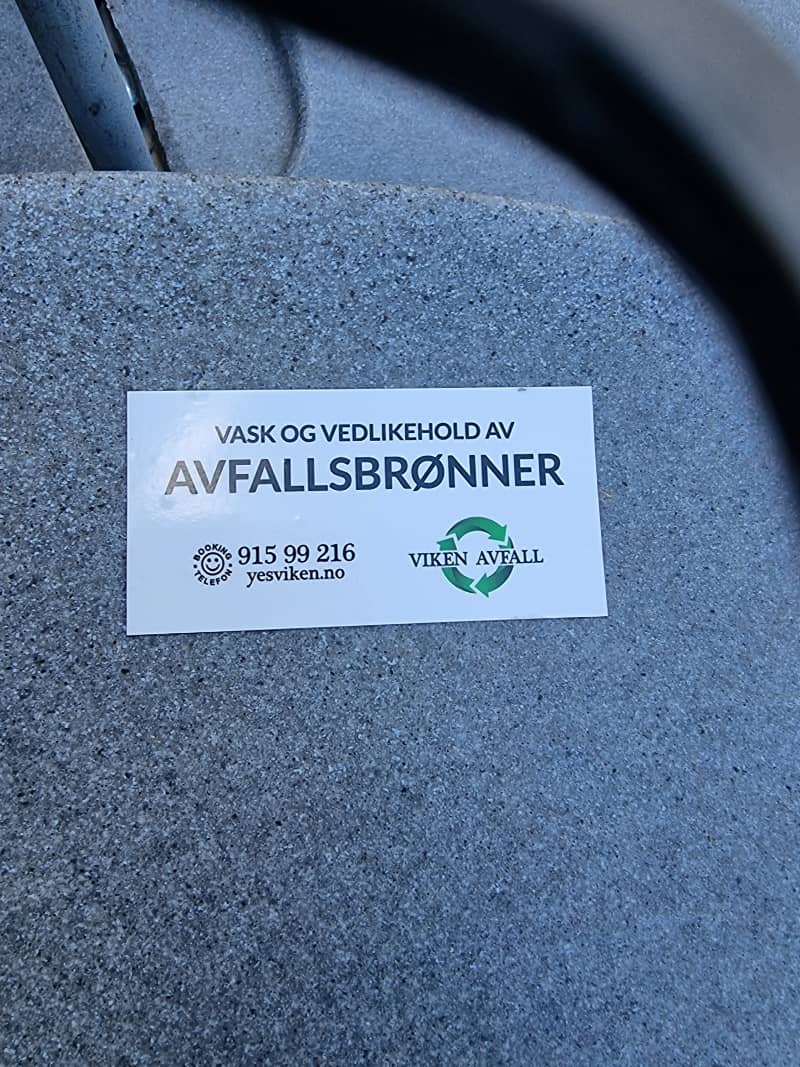 VASK OG VEDLIKEHOLD AV
AVFALLSBRØNNER
BOOKING TELEFON
915 99 216
yesviken.no
VIKEN AVFALL